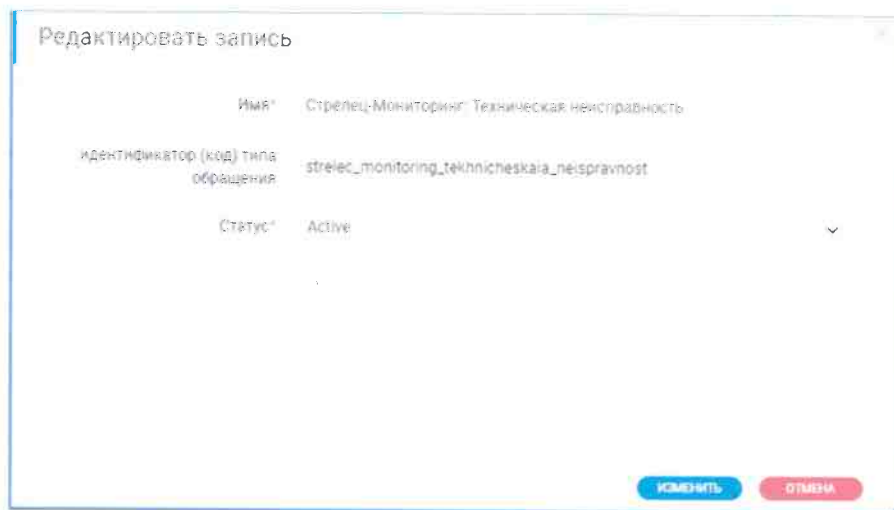 Редактировать запись
Имя* Стрелец-Мониторинг: Техническая неисправность
идентификатор (код) типа
обращения
strelec_monitoring_tekhnicheskaia_neispravnost
Статус* Active
ИЗМЕНИТЬ ОТМЕНА